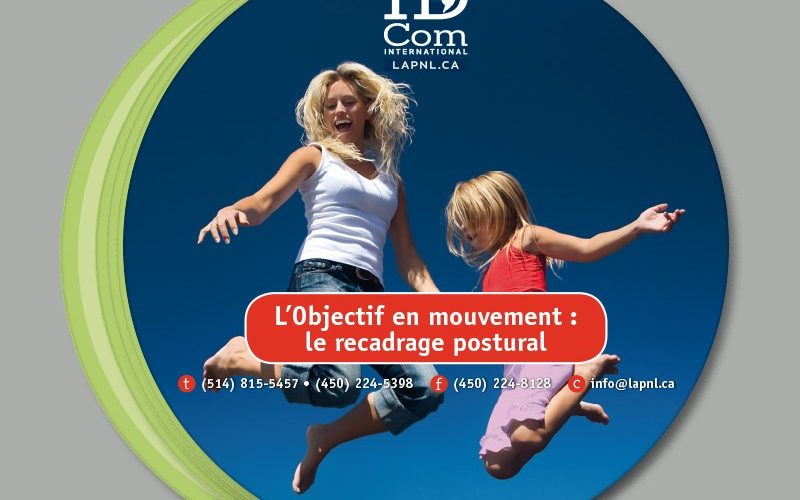 Com
INTERNATIONAL
LAPNL.CA
L'Objectif en mouvement :
le recadrage postural
t (514) 815-5457 • (450) 224-5398 f (450) 224-8128 c info@lapnl.ca